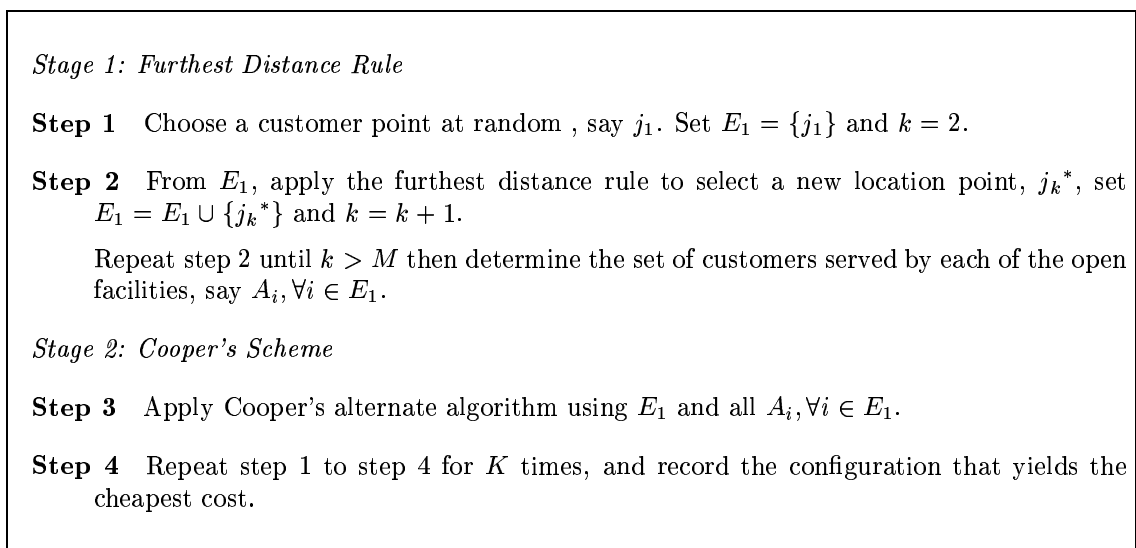 Stage 1: Furthest Distance Rule
Step 1 Choose a customer point at random , say j₁. Set E₁ = {j₁} and k = 2.
Step 2 From E₁, apply the furthest distance rule to select a new location point, jₖ*, set
E₁ = E₁ ∪ {jₖ*} and k = k + 1.
Repeat step 2 until k > M then determine the set of customers served by each of the open
facilities, say Aᵢ, ∀i ∈ E₁.
Stage 2: Cooper's Scheme
Step 3 Apply Cooper's alternate algorithm using E₁ and all Aᵢ, ∀i ∈ E₁.
Step 4 Repeat step 1 to step 4 for K times, and record the configuration that yields the
cheapest cost.